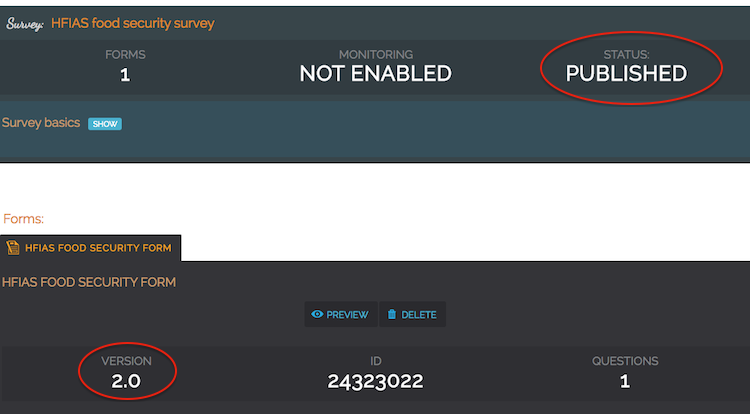 Survey: HFIAS food security survey
FORMS MONITORING STATUS:
1 NOT ENABLED PUBLISHED
Survey basics SHOW
Forms:
HFIAS FOOD SECURITY FORM
HFIAS FOOD SECURITY FORM
PREVIEW DELETE
VERSION ID QUESTIONS
2.0 24323022 1